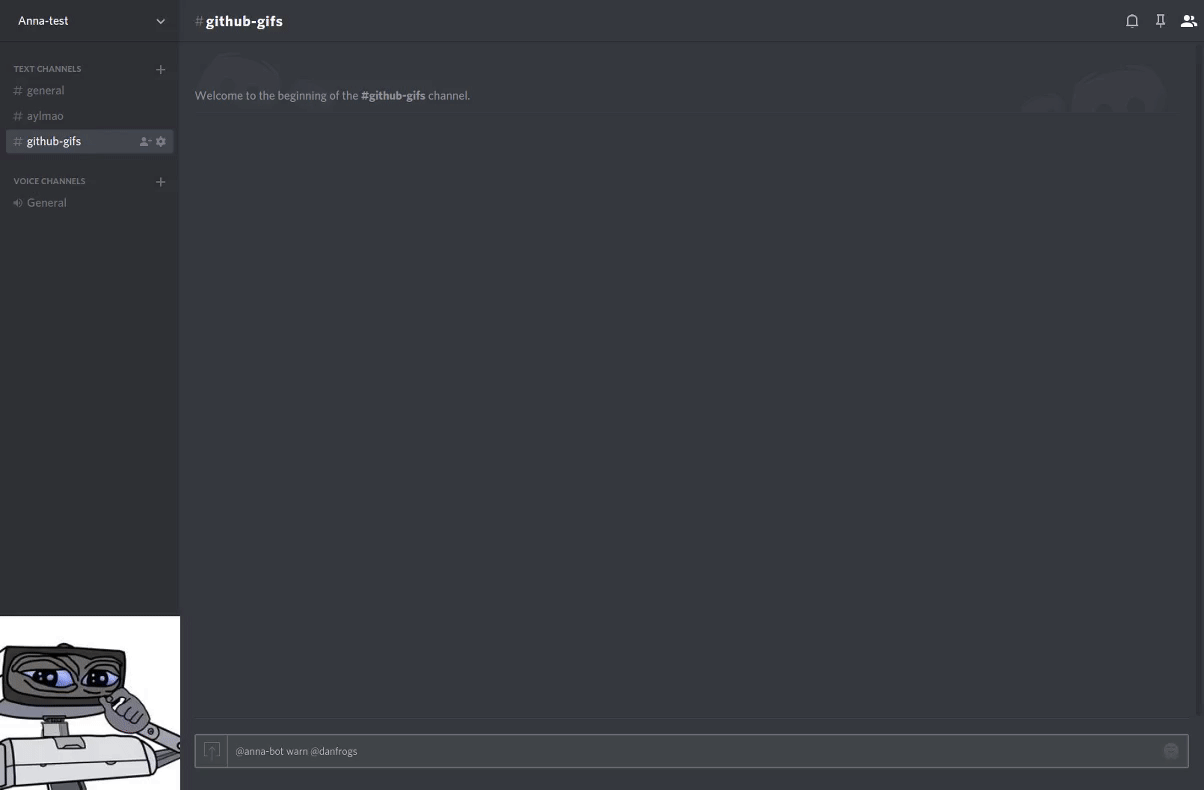 Anna-test
#github-gifs
TEXT CHANNELS
# general
# aylmao
# github-gifs
VOICE CHANNELS
General
Welcome to the beginning of the #github-gifs channel.
@anna-bot warn @danfrogs